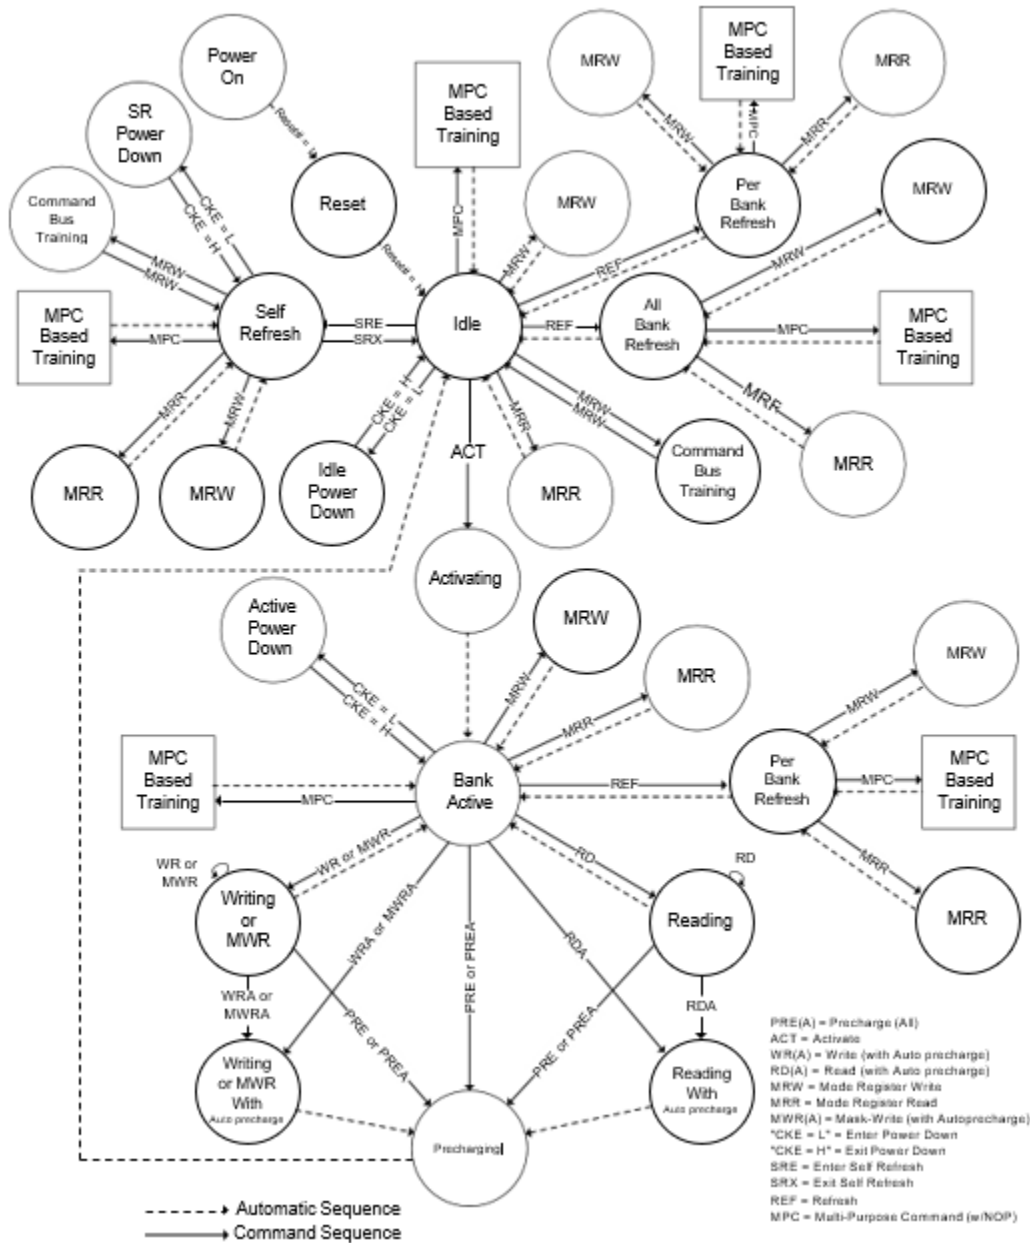 Power
On
MPC
Based
Training
MRW
MPC
Based
Training
MRR
SR
Power
Down
Command
Bus
Training
Reset
MRW
Per
Bank
Refresh
MRW
MPC
Based
Training
Self
Refresh
Idle
All
Bank
Refresh
MPC
Based
Training
CKE = L
CKE = H
MRW
MRW
MPC
MRR
MRW
SRE
SRX
MPC
MRW
REF
REF
MRW
MPC
MRR
MRW
MPC
CKE = H
CKE = L
ACT
MRR
MRW
MRW
MRR
MRW
Idle
Power
Down
MRR
Command
Bus
Training
MRR
Activating
Active
Power
Down
MRW
MRR
MRW
CKE = L
CKE = H
MRW
MRR
MRW
MPC
Based
Training
MPC
Bank
Active
REF
Per
Bank
Refresh
MPC
MPC
Based
Training
MRR
WR or
MWR
WR or MWR
RD
RD
Writing
or
MWR
WRA or MWRA
PRE or PREA
RDA
Reading
MRR
WRA or
MWRA
PRE or PREA
PRE or PREA
RDA
Writing
or MWR
With
Auto precharge
Reading
With
Auto precharge
Precharging
PRE(A) = Precharge (All)
ACT = Activate
WR(A) = Write (with Auto precharge)
RD(A) = Read (with Auto precharge)
MRW = Mode Register Write
MRR = Mode Register Read
MWR(A) = Mask-Write (with Autoprecharge)
"CKE = L" = Enter Power Down
"CKE = H" = Exit Power Down
SRE = Enter Self Refresh
SRX = Exit Self Refresh
REF = Refresh
MPC = Multi-Purpose Command (w/NOP)
Automatic Sequence
Command Sequence